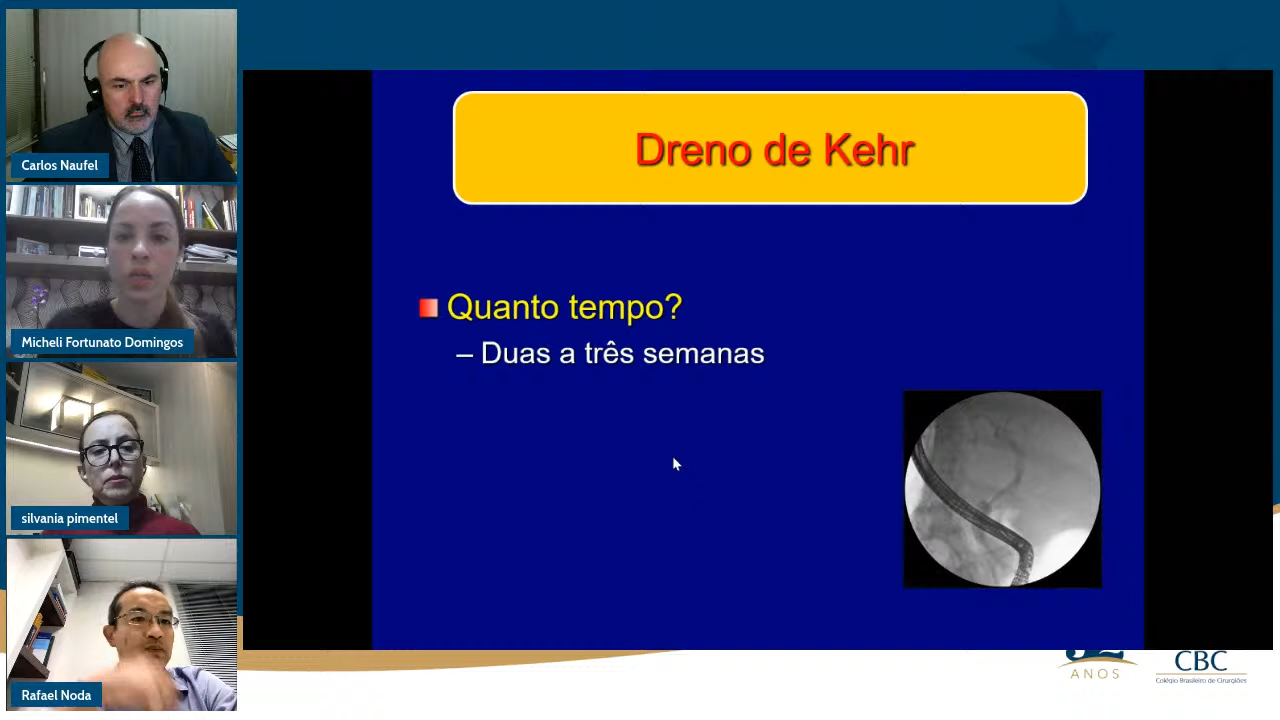 Carlos Naufel
Micheli Fortunato Domingos
silvania pimentel
Rafael Noda
Dreno de Kehr
Quanto tempo?
– Duas a três semanas
ANOS
CBC
Colégio Brasileiro de Cirurgiões